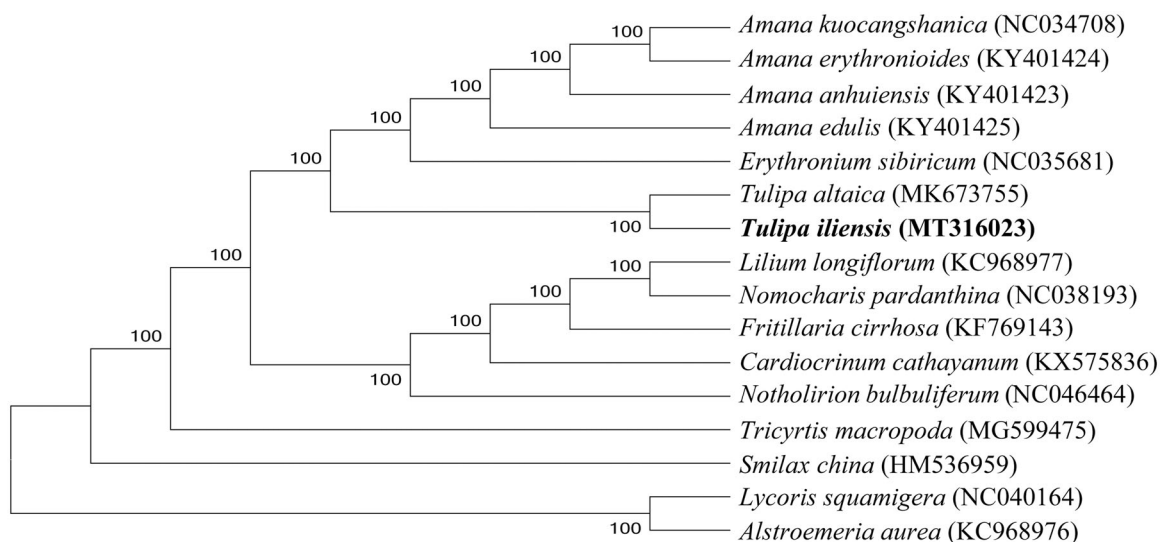 100 Amana kuocangshanica (NC034708)
100 Amana erythronioides (KY401424)
100 Amana anhuiensis (KY401423)
100 Amana edulis (KY401425)
100 Erythronium sibiricum (NC035681)
Tulipa altaica (MK673755)
100 Tulipa iliensis (MT316023)
100 100 Lilium longiflorum (KC968977)
100 Nomocharis pardanthina (NC038193)
100 Fritillaria cirrhosa (KF769143)
100 Cardiocrinum cathayanum (KX575836)
100 Notholirion bulbuliferum (NC046464)
Tricyrtis macropoda (MG599475)
Smilax china (HM536959)
Lycoris squamigera (NC040164)
100 Alstroemeria aurea (KC968976)